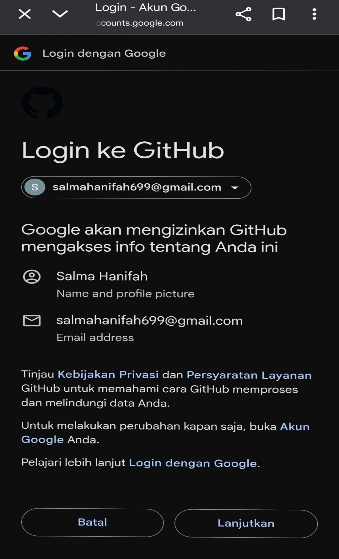 Login - Akun Go...
ccounts.google.com
Login dengan Google
Login ke GitHub
S salmahanifah699@gmail.com
Google akan mengizinkan GitHub
mengakses info tentang Anda ini
Salma Hanifah
Name and profile picture
salmahanifah699@gmail.com
Email address
Tinjau Kebijakan Privasi dan Persyaratan Layanan
GitHub untuk memahami cara GitHub memproses
dan melindungi data Anda.
Untuk melakukan perubahan kapan saja, buka Akun
Google Anda.
Pelajari lebih lanjut Login dengan Google.
Batal
Lanjutkan